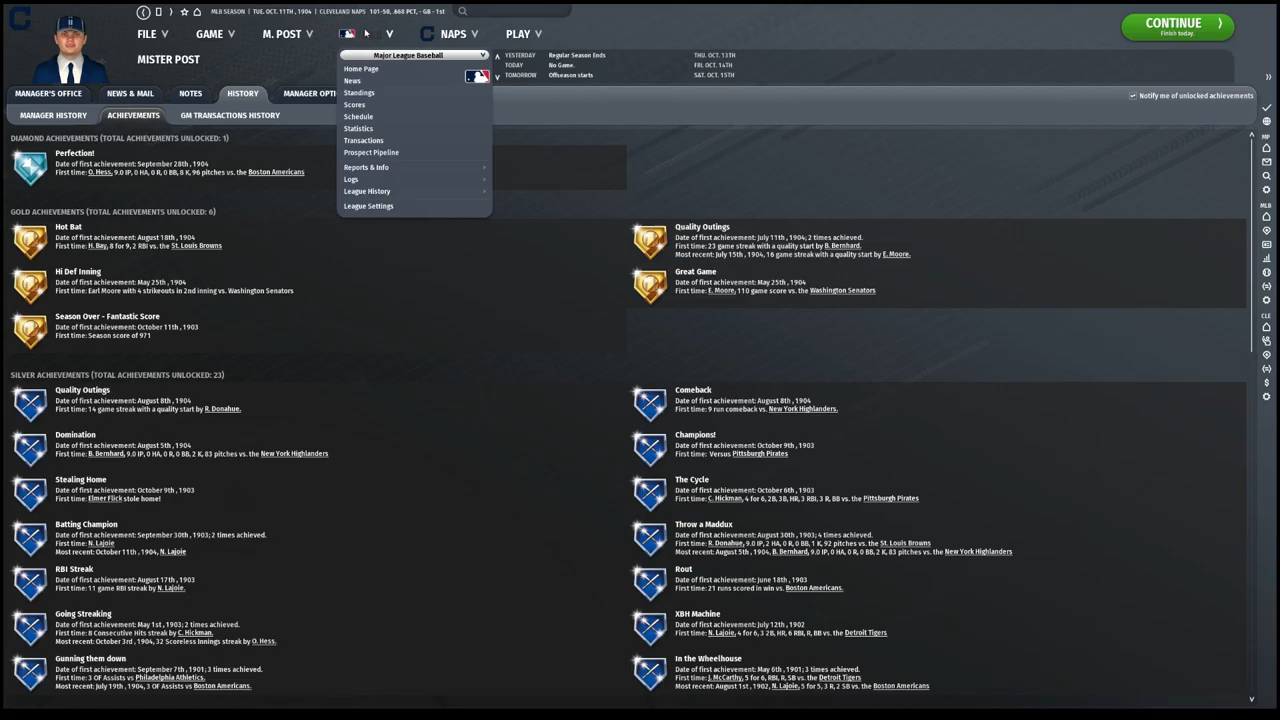 MLB SEASON | TUE. OCT. 11TH, 1904 | CLEVELAND NAPS 101-50, .668 PCT, - GB - 1st
FILE GAME M. POST NAPS PLAY
CONTINUE
Finish today.
MISTER POST
Major League Baseball
Home Page
News
Standings
Scores
Schedule
Statistics
Transactions
Prospect Pipeline
Reports & Info
Logs
League History
League Settings
YESTERDAY Regular Season Ends THU. OCT. 13TH
TODAY No Game. FRI. OCT. 14TH
TOMORROW Offseason starts SAT. OCT. 15TH
MANAGER'S OFFICE NEWS & MAIL NOTES HISTORY MANAGER OPTI
Notify me of unlocked achievements
MANAGER HISTORY ACHIEVEMENTS GM TRANSACTIONS HISTORY
DIAMOND ACHIEVEMENTS (TOTAL ACHIEVEMENTS UNLOCKED: 1)
Perfection!
Date of first achievement: September 28th , 1904
First time: O. Hess, 9.0 IP, 0 HA, 0 R, 0 BB, 8 K, 96 pitches vs. the Boston Americans
GOLD ACHIEVEMENTS (TOTAL ACHIEVEMENTS UNLOCKED: 6)
Hot Bat
Date of first achievement: August 18th , 1904
First time: H. Bay, 8 for 9, 2 RBI vs. the St. Louis Browns
Quality Outings
Date of first achievement: July 11th , 1904; 2 times achieved.
First time: 23 game streak with a quality start by B. Bernhard.
Most recent: July 15th , 1904, 16 game streak with a quality start by E. Moore.
Hi Def Inning
Date of first achievement: May 25th , 1904
First time: Earl Moore with 4 strikeouts in 2nd inning vs. Washington Senators
Great Game
Date of first achievement: May 25th , 1904
First time: E. Moore, 110 game score vs. the Washington Senators
Season Over - Fantastic Score
Date of first achievement: October 11th , 1903
First time: Season score of 971
SILVER ACHIEVEMENTS (TOTAL ACHIEVEMENTS UNLOCKED: 23)
Quality Outings
Date of first achievement: August 8th , 1904
First time: 14 game streak with a quality start by R. Donahue.
Comeback
Date of first achievement: August 8th , 1904
First time: 9 run comeback vs. New York Highlanders.
Domination
Date of first achievement: August 5th , 1904
First time: B. Bernhard, 9.0 IP, 0 HA, 0 R, 0 BB, 2 K, 83 pitches vs. the New York Highlanders
Champions!
Date of first achievement: October 9th , 1903
First time: Versus Pittsburgh Pirates
Stealing Home
Date of first achievement: October 9th , 1903
First time: Elmer Flick stole home!
The Cycle
Date of first achievement: October 6th , 1903
First time: C. Hickman, 4 for 6, 2B, 3B, HR, 3 RBI, 3 R, BB vs. the Pittsburgh Pirates
Batting Champion
Date of first achievement: September 30th , 1903; 2 times achieved.
First time: N. Lajoie
Most recent: October 11th , 1904, N. Lajoie
Throw a Maddux
Date of first achievement: August 30th , 1903; 4 times achieved.
First time: R. Donahue, 9.0 IP, 2 HA, 0 R, 0 BB, 1 K, 92 pitches vs. the St. Louis Browns
Most recent: August 5th , 1904, B. Bernhard, 9.0 IP, 0 HA, 0 R, 0 BB, 2 K, 83 pitches vs. the New York Highlanders
RBI Streak
Date of first achievement: August 17th , 1903
First time: 11 game RBI streak by N. Lajoie.
Rout
Date of first achievement: June 18th , 1903
First time: 21 runs scored in win vs. Boston Americans.
Going Streaking
Date of first achievement: May 1st , 1903; 2 times achieved.
First time: 8 Consecutive Hits streak by C. Hickman.
Most recent: October 3rd , 1904, 32 Scoreless Innings streak by O. Hess.
XBH Machine
Date of first achievement: July 12th , 1902
First time: N. Lajoie, 4 for 6, 3 2B, HR, 6 RBI, R, BB vs. the Detroit Tigers
Gunning them down
Date of first achievement: September 7th , 1901; 3 times achieved.
First time: 3 OF Assists vs Philadelphia Athletics.
Most recent: July 19th , 1904, 3 OF Assists vs Boston Americans.
In the Wheelhouse
Date of first achievement: May 6th , 1901; 3 times achieved.
First time: J. McCarthy, 5 for 6, RBI, R, SB vs. the Detroit Tigers
Most recent: August 1st , 1902, N. Lajoie, 5 for 5, 3 R, 2 SB vs. the Boston Americans
MP
MLB
CLE